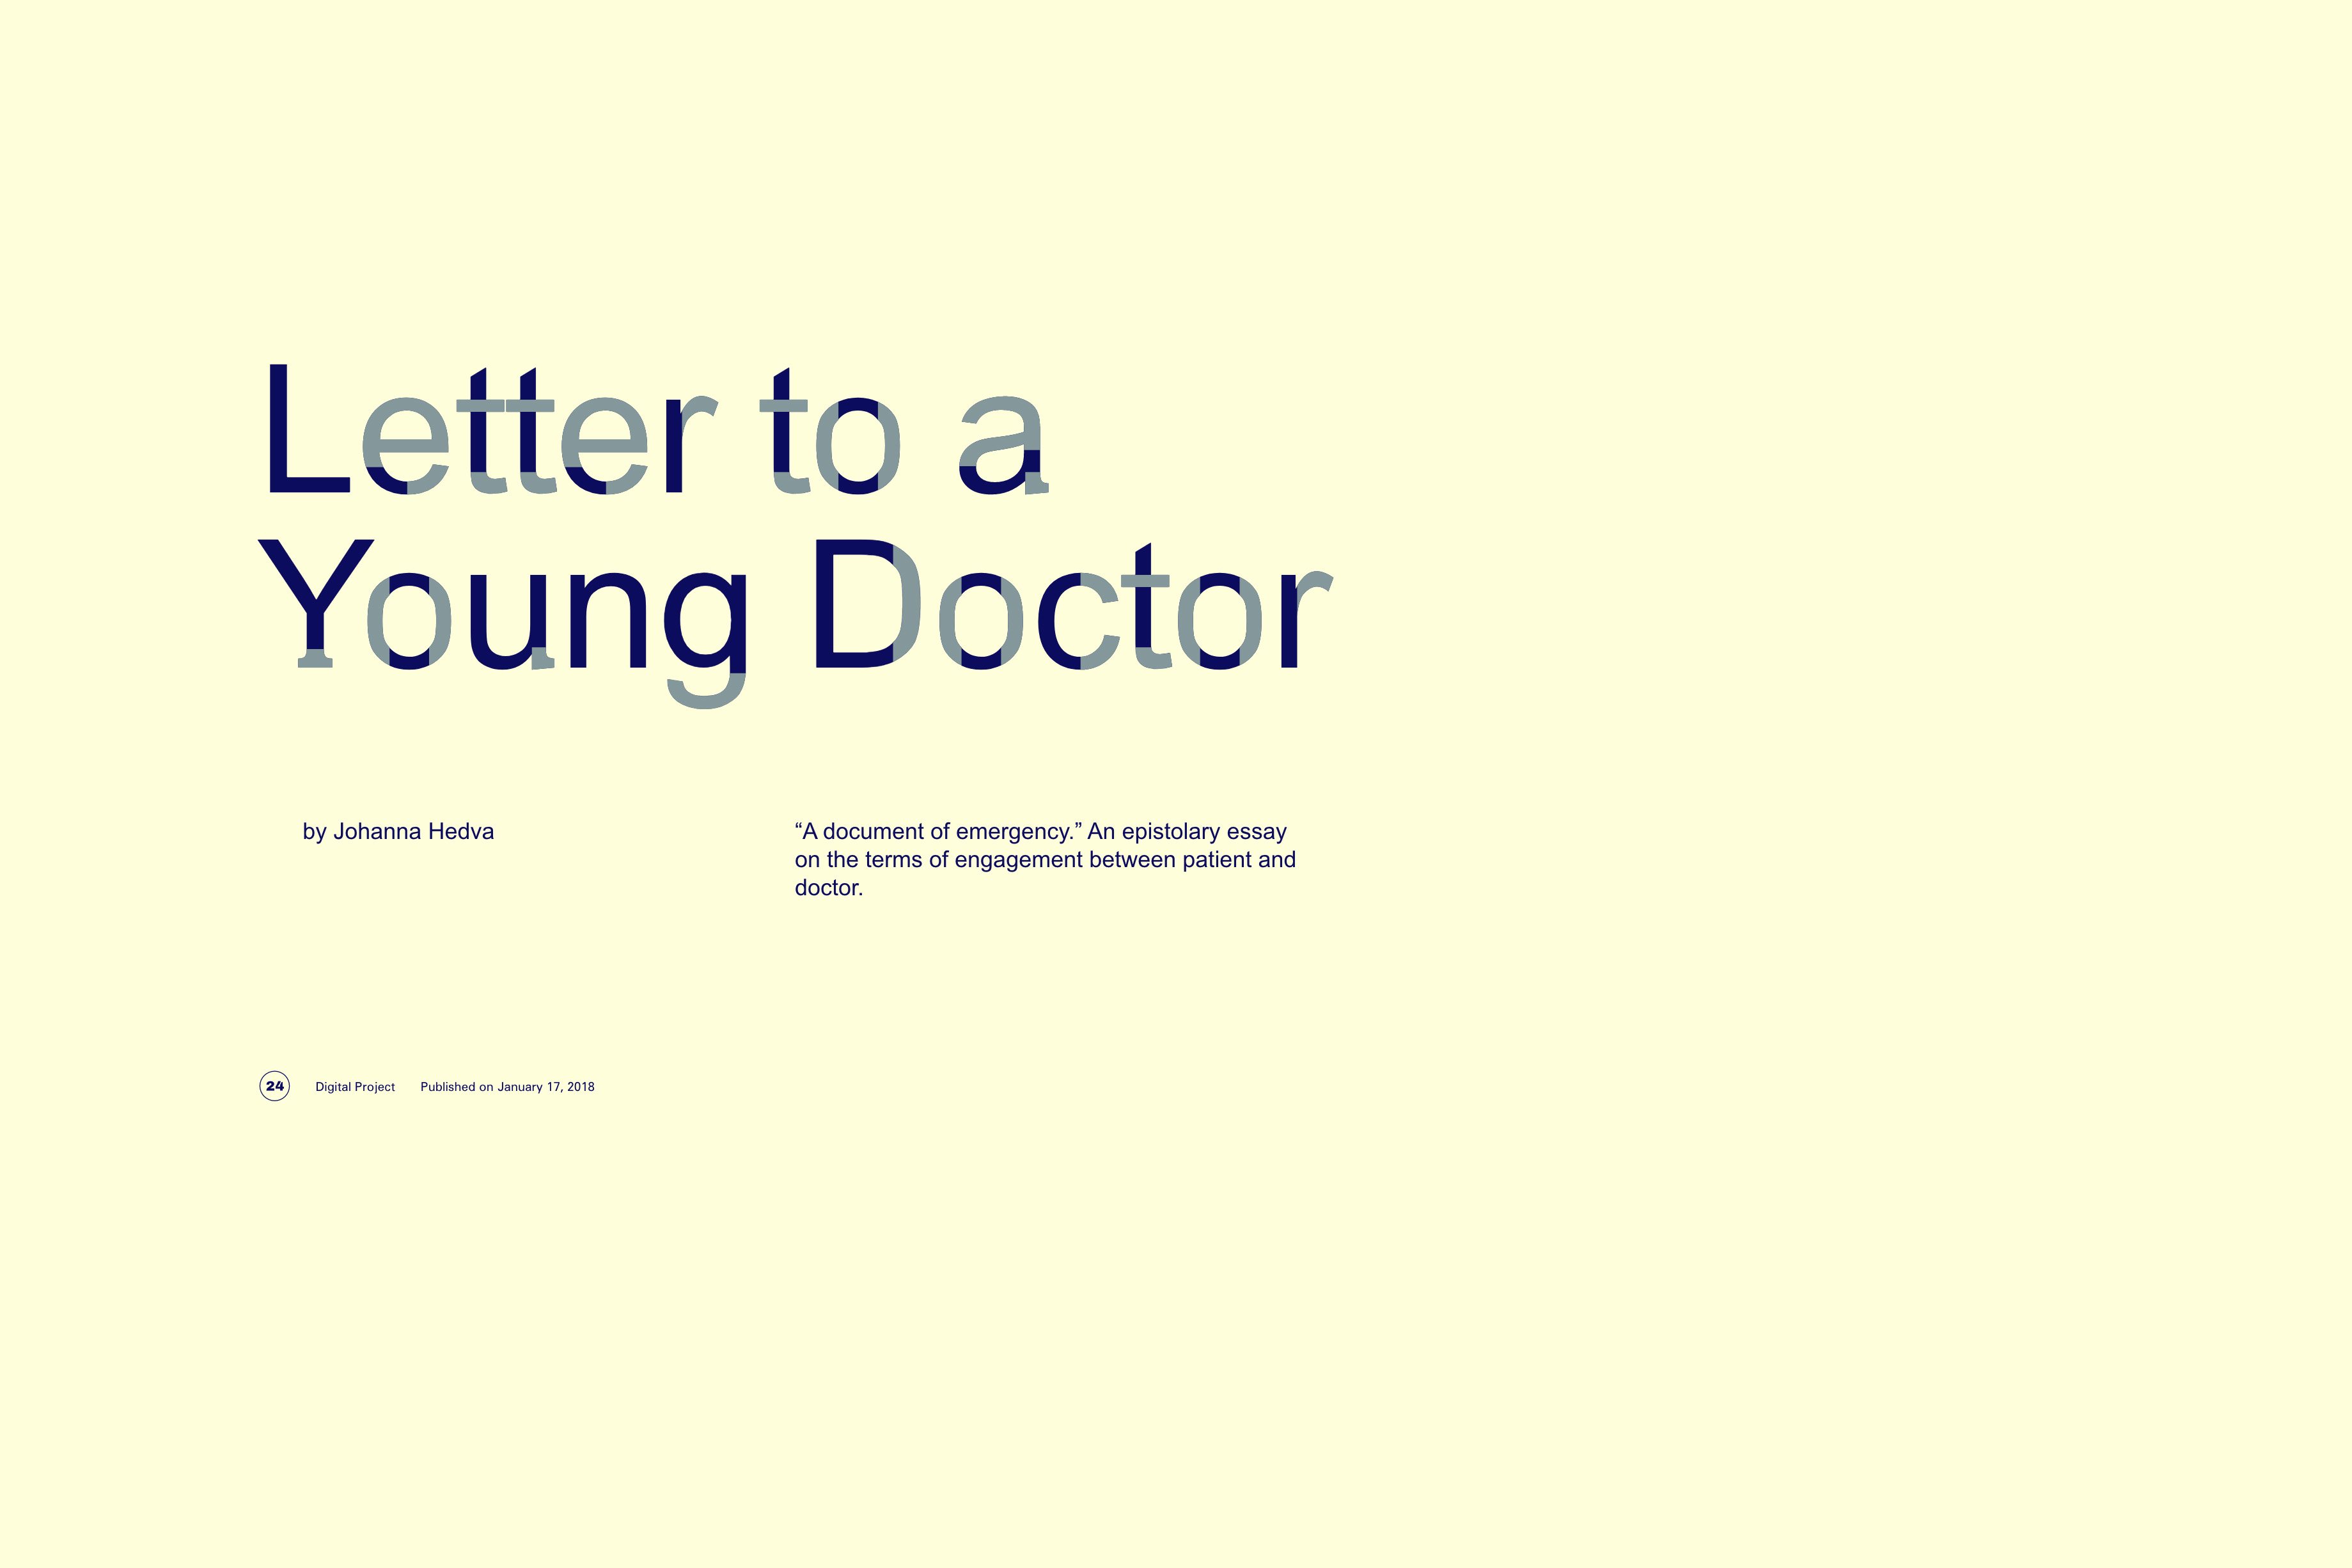 Letter to a
Young Doctor
by Johanna Hedva
“A document of emergency.” An epistolary essay
on the terms of engagement between patient and
doctor.
24 Digital Project Published on January 17, 2018